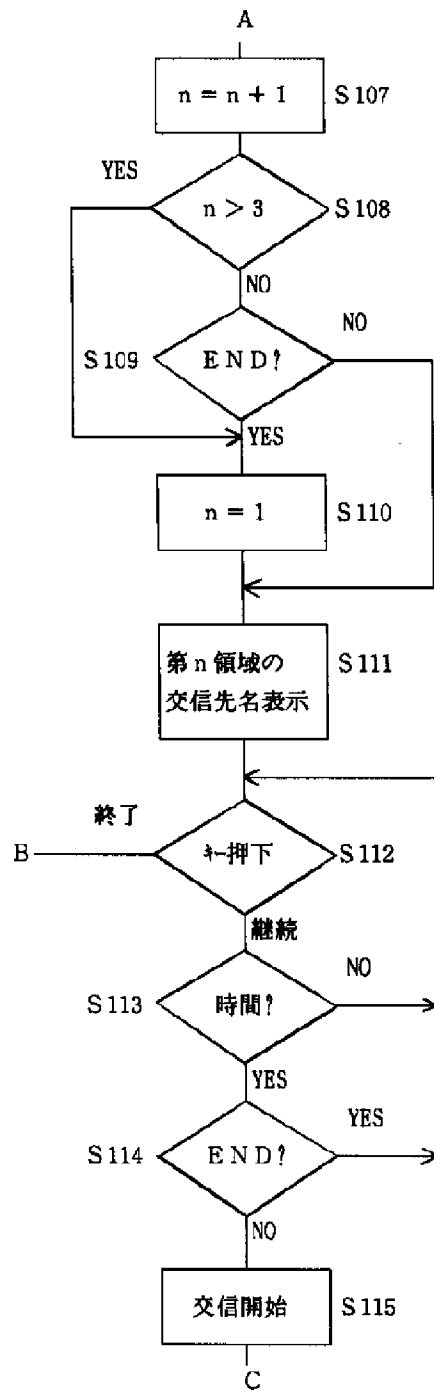 A
n = n + 1
S107
YES
n > 3
S108
NO
NO
S109
END?
YES
n = 1
S110
第n領域の
交信先名表示
S111
終了
B
キー押下
S112
継続
NO
S113
時間?
YES
YES
S114
END?
NO
交信開始
S115
C